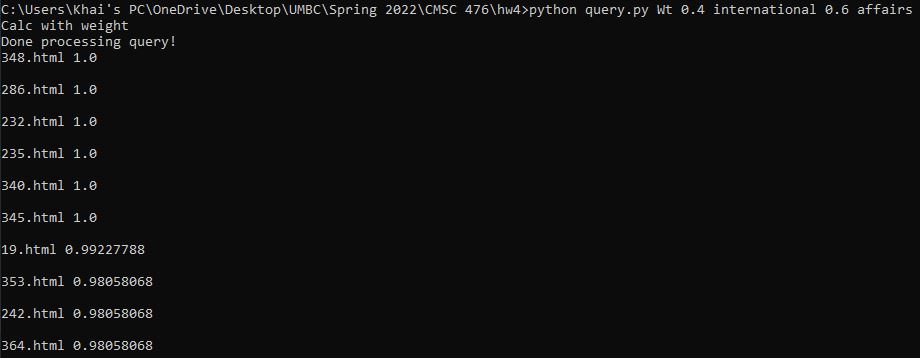 C:\Users\Khai's PC\OneDrive\Desktop\UMBC\Spring 2022\CMSC 476\hw4>python query.py Wt 0.4 international 0.6 affairs
Calc with weight
Done processing query!
348.html 1.0
286.html 1.0
232.html 1.0
235.html 1.0
340.html 1.0
345.html 1.0
19.html 0.99227788
353.html 0.98058068
242.html 0.98058068
364.html 0.98058068